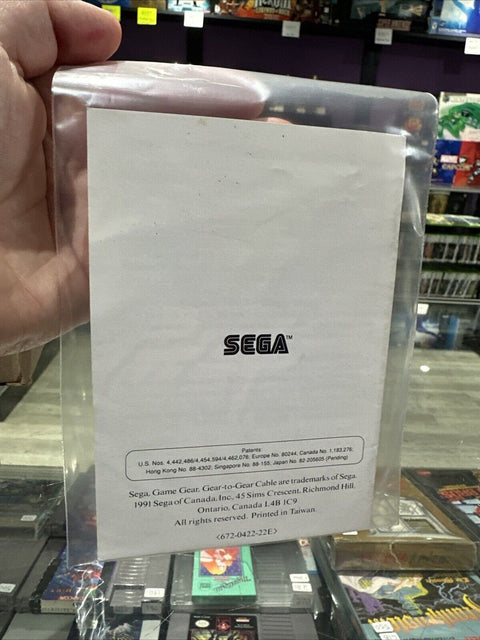 SEGA™
Patents:
U.S. Nos. 4,442,486/4,454,594/4,462,076; Europe No. 80244; Canada No. 1,183,276;
Hong Kong No. 88-4302; Singapore No. 88-155; Japan No. 82-205605 (Pending)
Sega, Game Gear, Gear-to-Gear Cable are trademarks of Sega.
1991 Sega of Canada, Inc. 45 Sims Crescent, Richmond Hill,
Ontario, Canada L4B 1C9
All rights reserved. Printed in Taiwan.
<672-0422-22E>